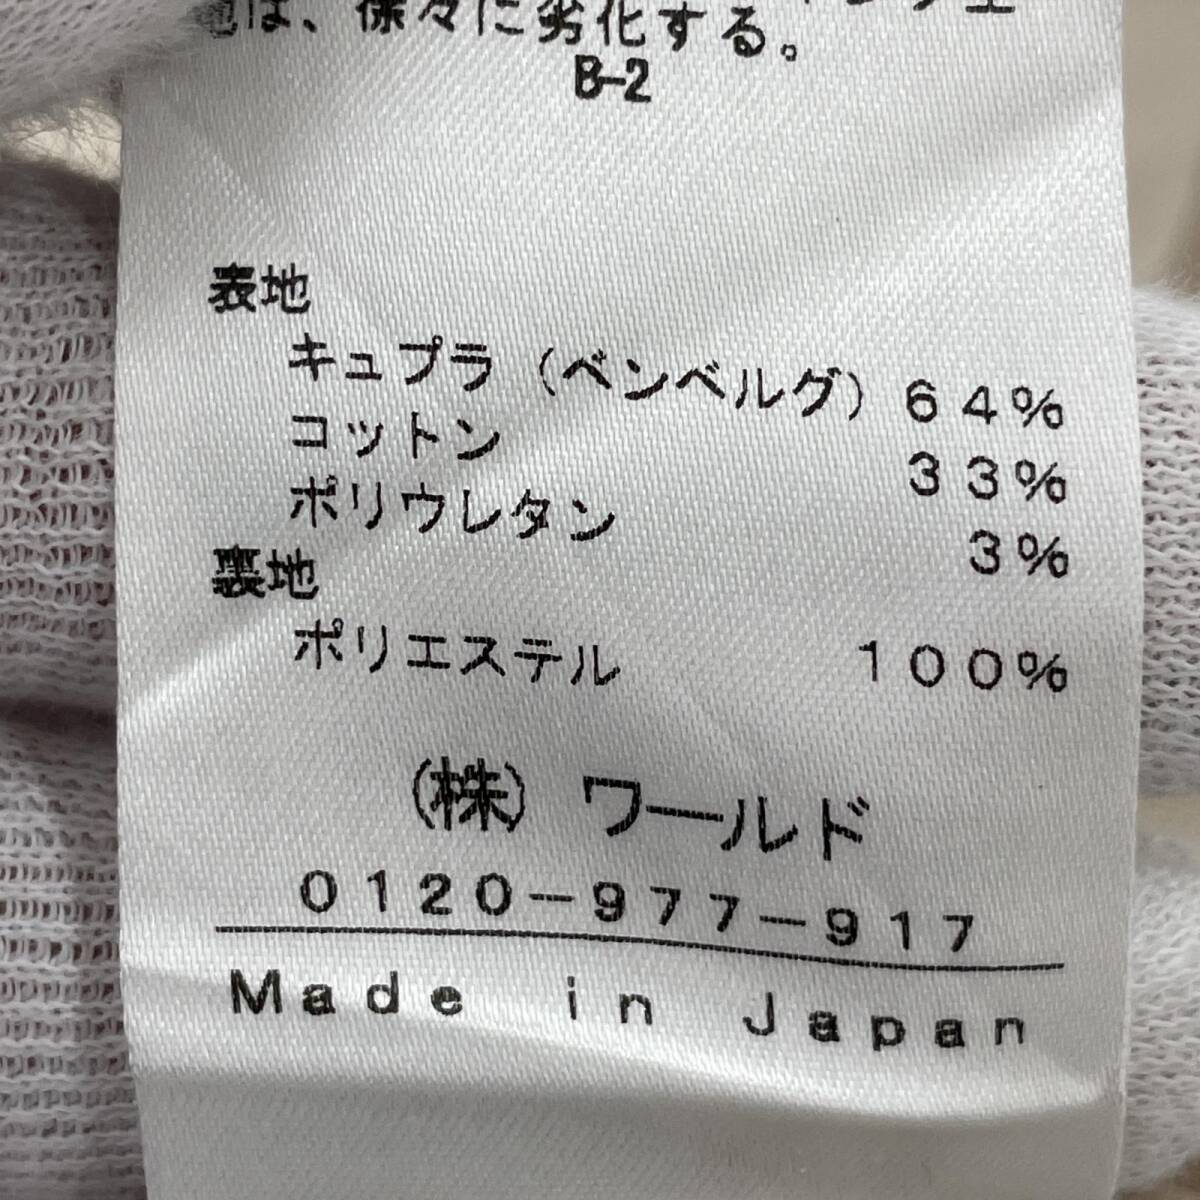 は、徐々に劣化する。
B-2
表地
キュプラ（ベンベルグ）64%
コットン 33%
ポリウレタン 3%
裏地
ポリエステル 100%
(株) ワールド
0120-977-917
Made in Japan